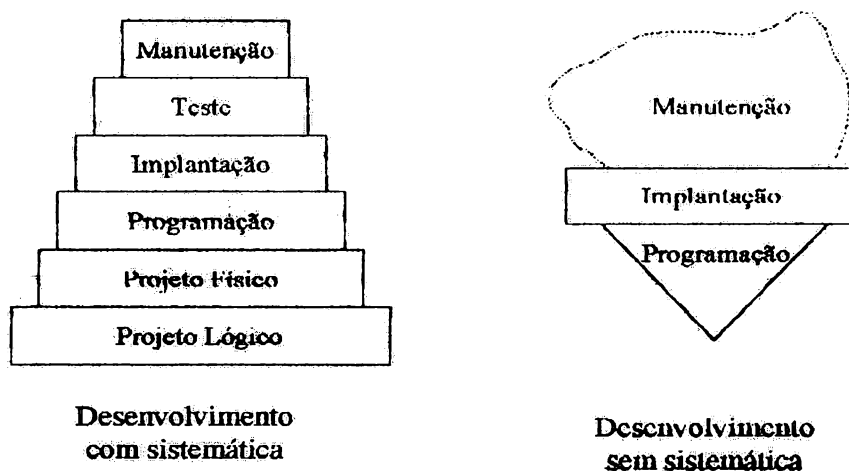 Manutenção
Teste
Implantação
Programação
Projeto Físico
Projeto Lógico
Desenvolvimento
com sistemática
Manutenção
Implantação
Programação
Desenvolvimento
sem sistemática